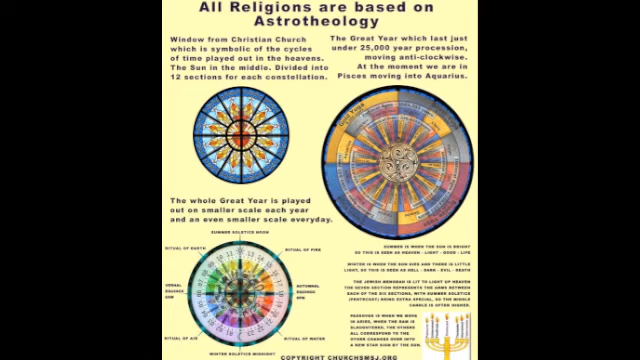 All Religions are based on
Astrotheology
Window from Christian Church
which is symbolic of the cycles
of time played out in the heavens.
The Sun in the middle. Divided into
12 sections for each constellation.
The Great Year which last just
under 25,000 year procession,
moving anti-clockwise.
At the moment we are in
Pisces moving into Aquarius.
The whole Great Year is played
out on smaller scale each year
and an even smaller scale everyday.
SUMMER SOLSTICE NOON
RITUAL OF EARTH
RITUAL OF FIRE
VERNAL
EQUINOX
6AM
AUTUMNAL
EQUINOX
6PM
RITUAL OF AIR
RITUAL OF WATER
WINTER SOLSTICE MIDNIGHT
SUMMER IS WHEN THE SUN IS BRIGHT
SO THIS IS SEEN AS HEAVEN - LIGHT - GOOD - LIFE
WINTER IS WHEN THE SUN DIES AND THERE IS LITTLE
LIGHT, SO THIS IS SEEN AS HELL - DARK - EVIL - DEATH
THE JEWISH MENORAH IS LIT TO LIGHT UP HEAVEN
THE SEVEN SECTION REPRESENTS THE ARMS BETWEEN
EACH OF THE SIX SECTIONS, WITH SUMMER SOLSTICE
(PENTECOST) BEING EXTRA SPECIAL, SO THE MIDDLE
CANDLE IS OFTEN HIGHER.
PASSOVER IS WHEN WE MOVE
IN ARIES, WHEN THE RAM IS
SLAUGHTERED, THE OTHERS
ALL CORRESPOND TO THE
OTHER CHANGES OVER INTO
A NEW STAR SIGN BY THE SUN.
COPYRIGHT CHURCHSMSJ.ORG